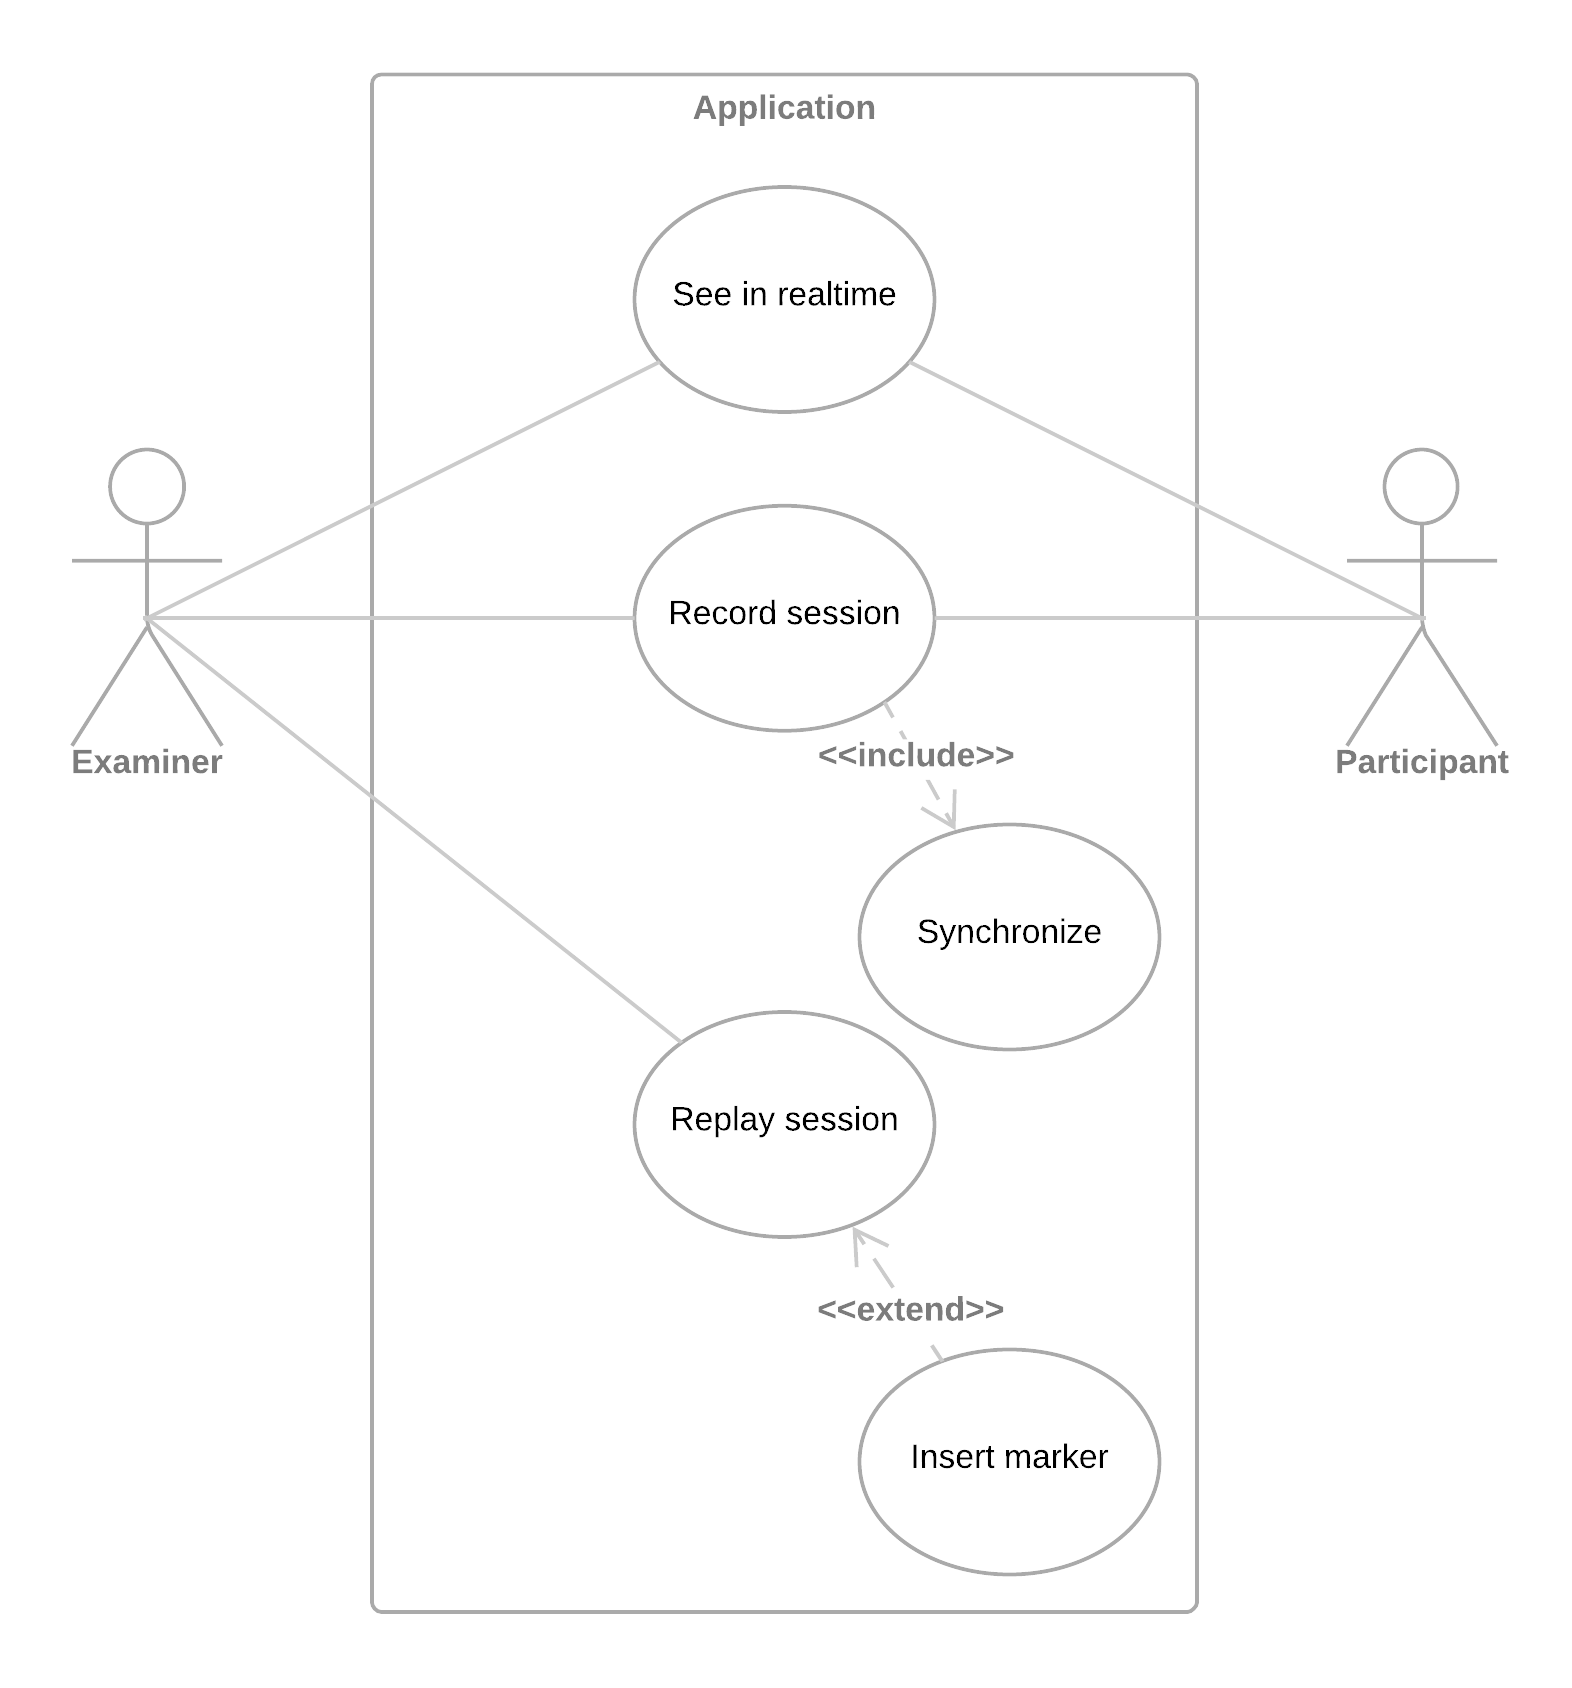 Application
See in realtime
Record session
Examiner
Participant
<<include>>
Synchronize
Replay session
<<extend>>
Insert marker